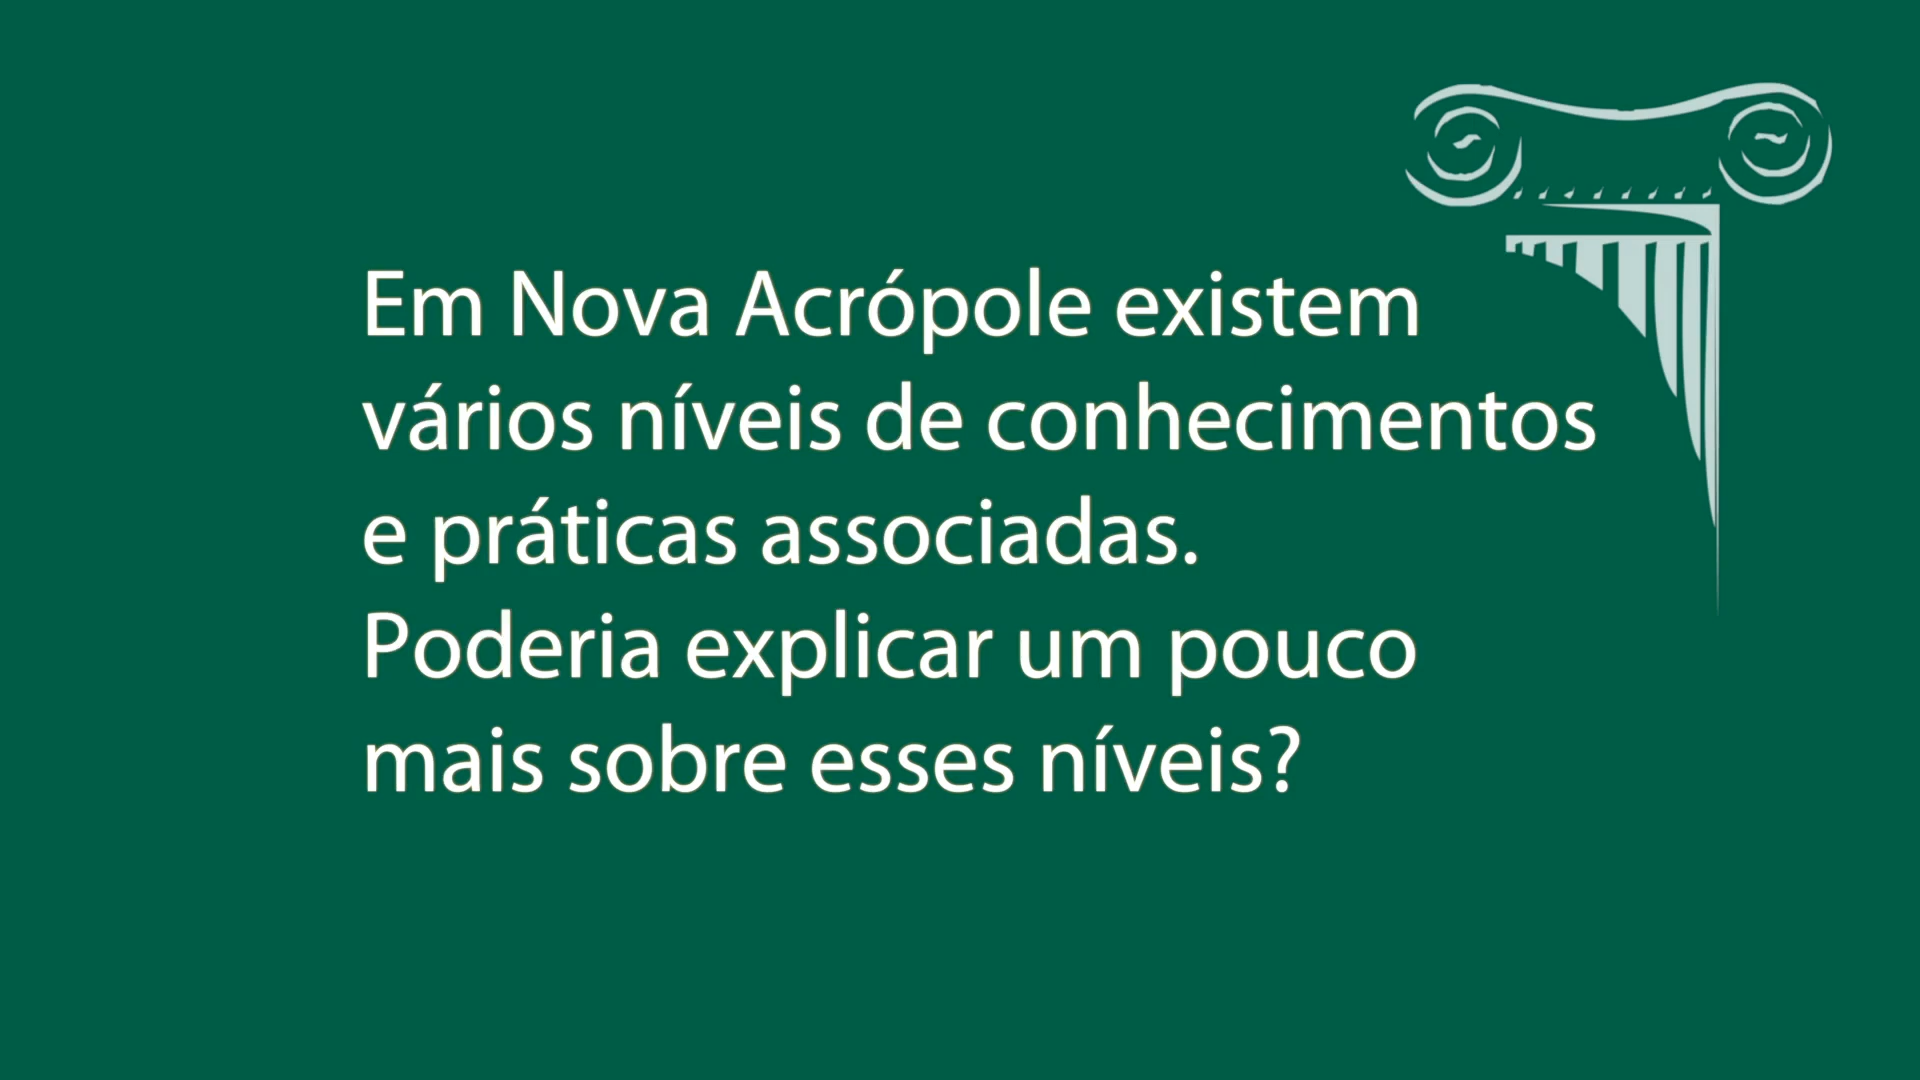 Em Nova Acrópole existem
vários níveis de conhecimentos
e práticas associadas.
Poderia explicar um pouco
mais sobre esses níveis?